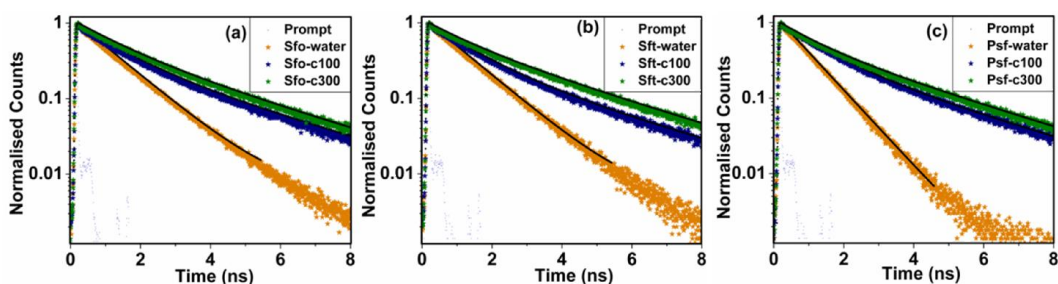 (a)
Prompt
Sfo-water
Sfo-c100
Sfo-c300
Normalised Counts
1
0.1
0.01
0 2 4 6 8
Time (ns)
(b)
Prompt
Sft-water
Sft-c100
Sft-c300
Normalised Counts
1
0.1
0.01
0 2 4 6 8
Time (ns)
(c)
Prompt
Psf-water
Psf-c100
Psf-c300
Normalised Counts
1
0.1
0.01
0 2 4 6 8
Time (ns)